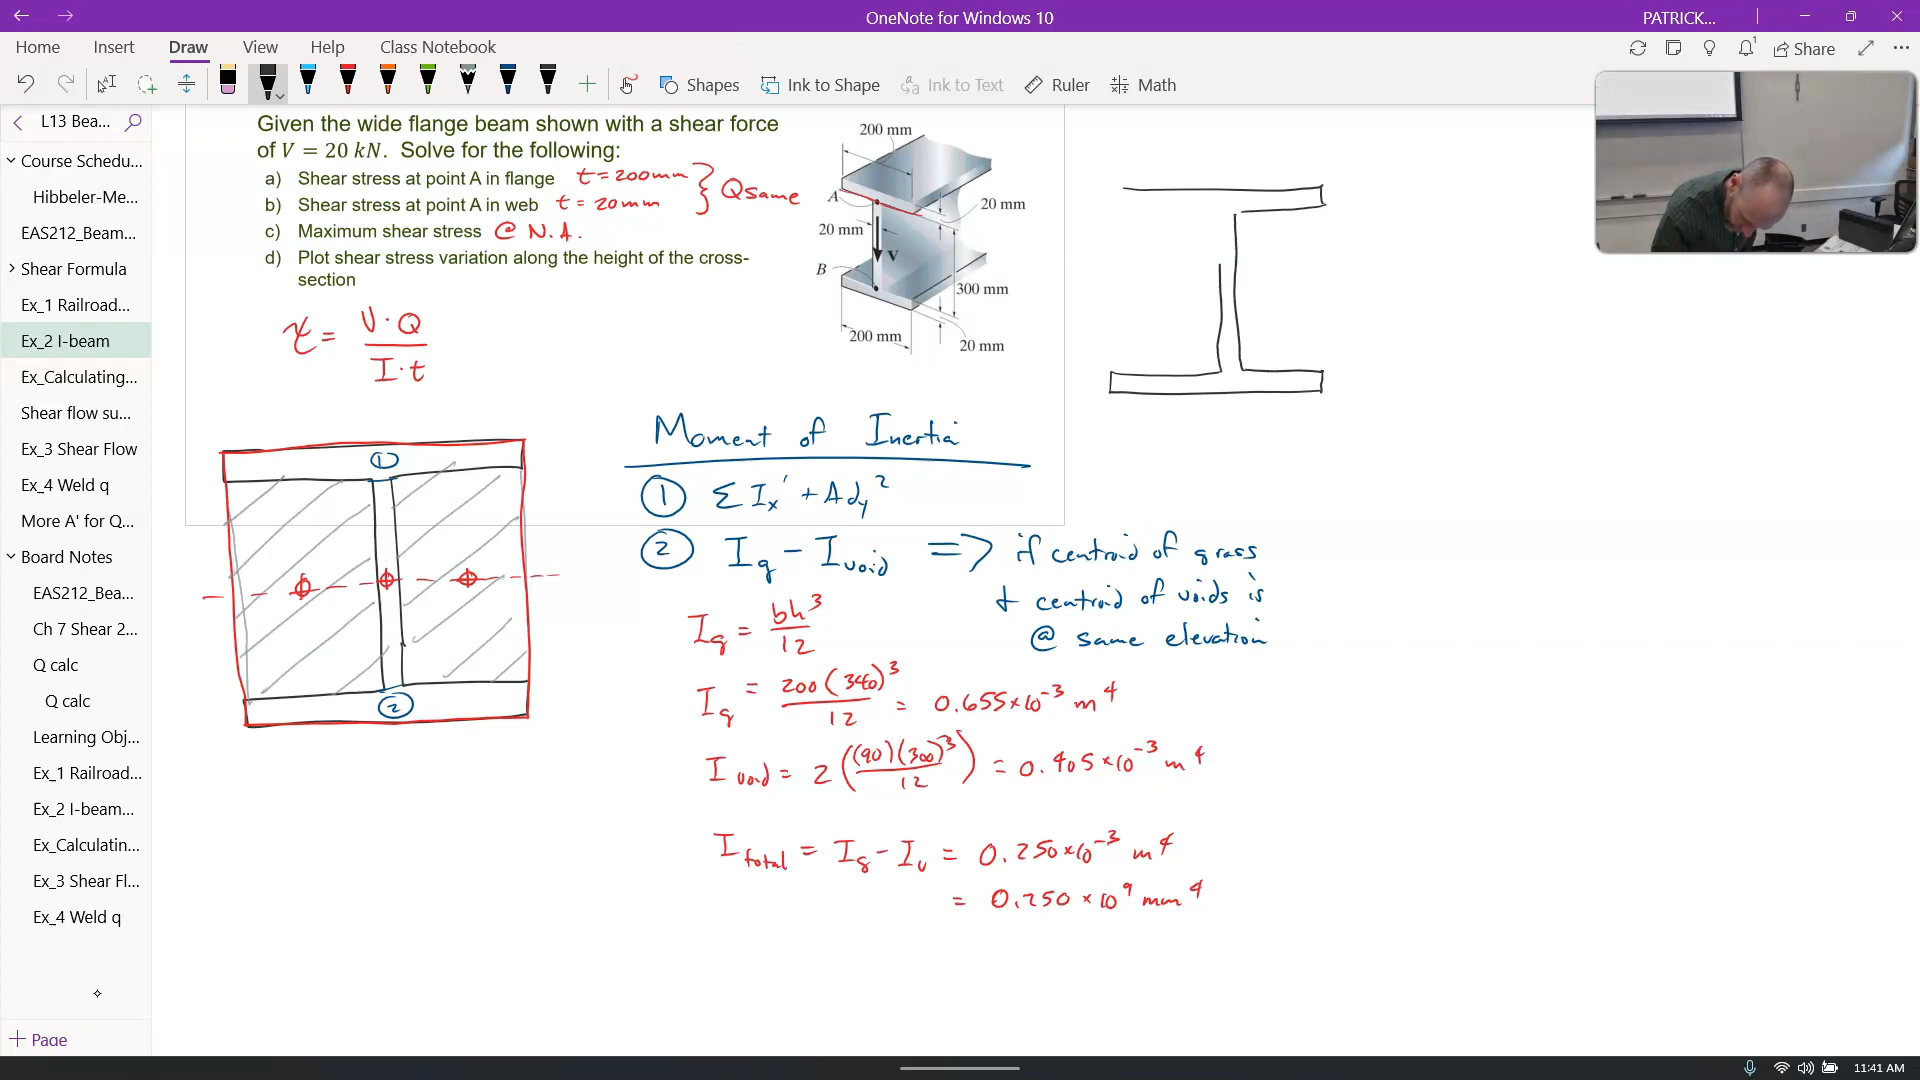 OneNote for Windows 10
PATRICK...
Home Insert Draw View Help Class Notebook
Share
Shapes Ink to Shape Ink to Text Ruler Math
L13 Bea...
Course Schedu...
Hibbeler-Me...
EAS212_Beam...
Shear Formula
Ex_1 Railroad...
Ex_2 I-beam
Ex_Calculating...
Shear flow su...
Ex_3 Shear Flow
Ex_4 Weld q
More A' for Q...
Board Notes
EAS212_Bea...
Ch 7 Shear 2...
Q calc
Q calc
Learning Obj...
Ex_1 Railroad...
Ex_2 I-beam...
Ex_Calculatin...
Ex_3 Shear Fl...
Ex_4 Weld q
+ Page
Given the wide flange beam shown with a shear force
of V = 20 kN. Solve for the following:
a) Shear stress at point A in flange t = 200mm
b) Shear stress at point A in web t = 20mm } Q same
c) Maximum shear stress @ N.A.
d) Plot shear stress variation along the height of the cross-
section
200 mm
A
20 mm
20 mm
V
B
300 mm
200 mm
20 mm
τ = V·Q / I·t
①
②
Moment of Inertia
① Σ Ix' + A dy²
② Ig - Ivoid => if centroid of gross
+ centroid of voids is
@ same elevation
Ig = bh³/12
Ig = 200(340)³/12 = 0.655×10⁻³ m⁴
Ivoid = 2((90)(300)³/12) = 0.405×10⁻³ m⁴
Itotal = Ig - Iv = 0.250×10⁻³ m⁴
= 0.250 × 10⁹ mm⁴
11:41 AM